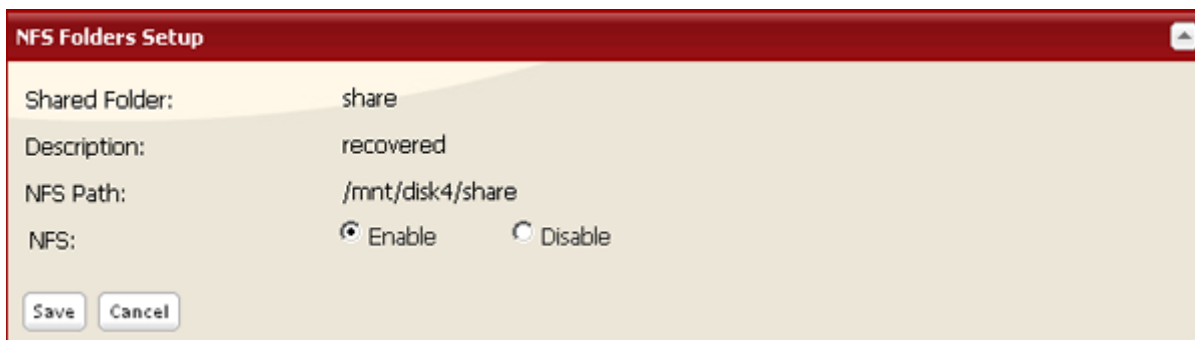 NFS Folders Setup
Shared Folder: share
Description: recovered
NFS Path: /mnt/disk4/share
NFS: Enable Disable
Save Cancel